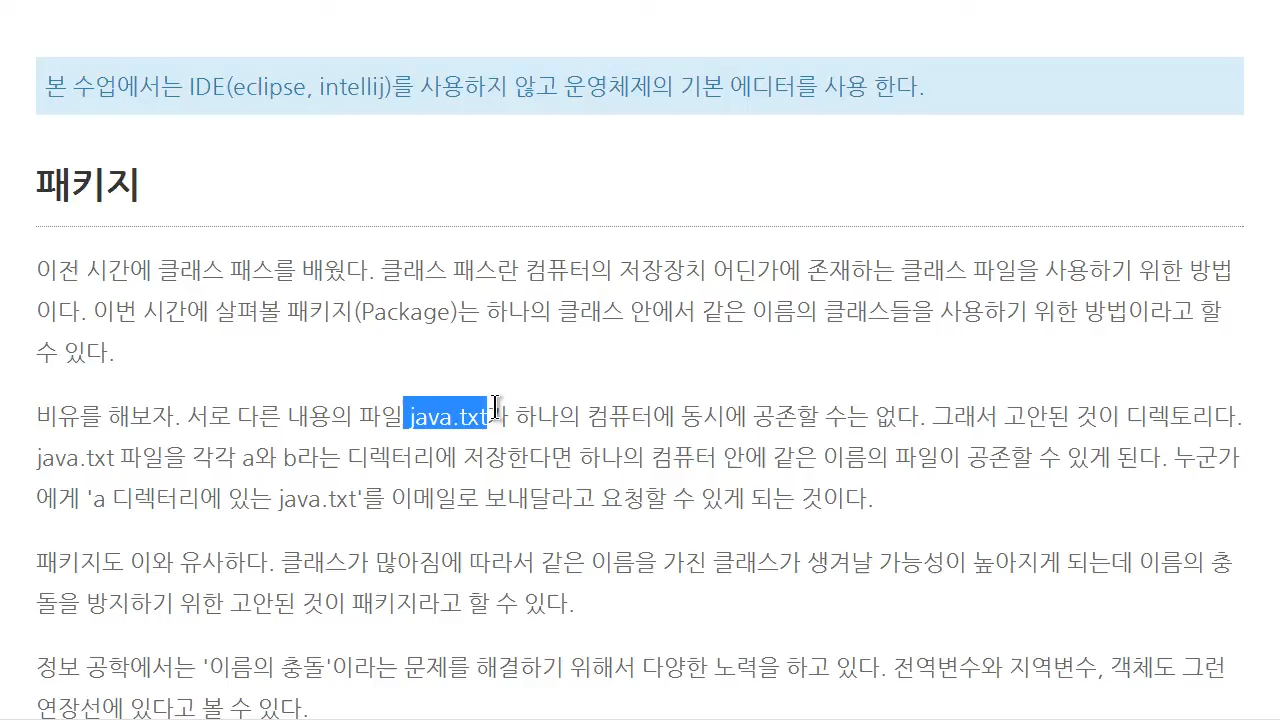 본 수업에서는 IDE(eclipse, intellij)를 사용하지 않고 운영체제의 기본 에디터를 사용 한다.
패키지
이전 시간에 클래스 패스를 배웠다. 클래스 패스란 컴퓨터의 저장장치 어딘가에 존재하는 클래스 파일을 사용하기 위한 방법
이다. 이번 시간에 살펴볼 패키지(Package)는 하나의 클래스 안에서 같은 이름의 클래스들을 사용하기 위한 방법이라고 할
수 있다.
비유를 해보자. 서로 다른 내용의 파일 java.txt 하나의 컴퓨터에 동시에 공존할 수는 없다. 그래서 고안된 것이 디렉토리다.
java.txt 파일을 각각 a와 b라는 디렉터리에 저장한다면 하나의 컴퓨터 안에 같은 이름의 파일이 공존할 수 있게 된다. 누군가
에게 'a 디렉터리에 있는 java.txt'를 이메일로 보내달라고 요청할 수 있게 되는 것이다.
패키지도 이와 유사하다. 클래스가 많아짐에 따라서 같은 이름을 가진 클래스가 생겨날 가능성이 높아지게 되는데 이름의 충
돌을 방지하기 위한 고안된 것이 패키지라고 할 수 있다.
정보 공학에서는 '이름의 충돌'이라는 문제를 해결하기 위해서 다양한 노력을 하고 있다. 전역변수와 지역변수, 객체도 그런
연장선에 있다고 볼 수 있다.